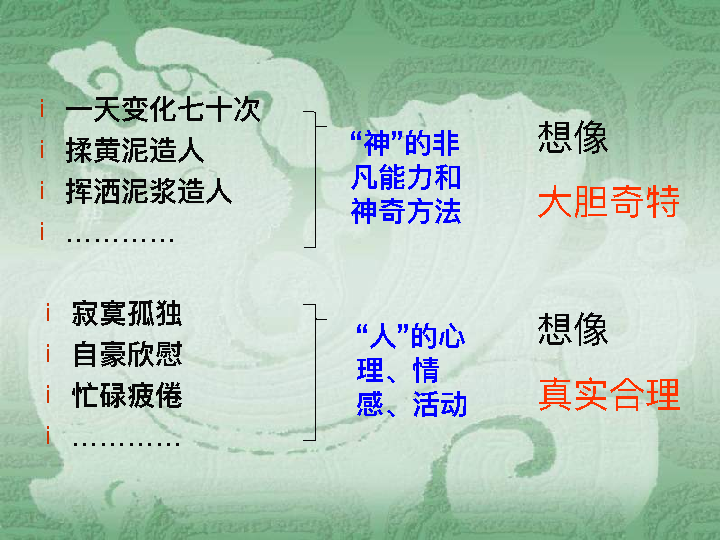 一天变化七十次
揉黄泥造人
挥洒泥浆造人
…………
“神”的非
凡能力和
神奇方法
想像
大胆奇特
寂寞孤独
自豪欣慰
忙碌疲倦
…………
“人”的心
理、情
感、活动
想像
真实合理